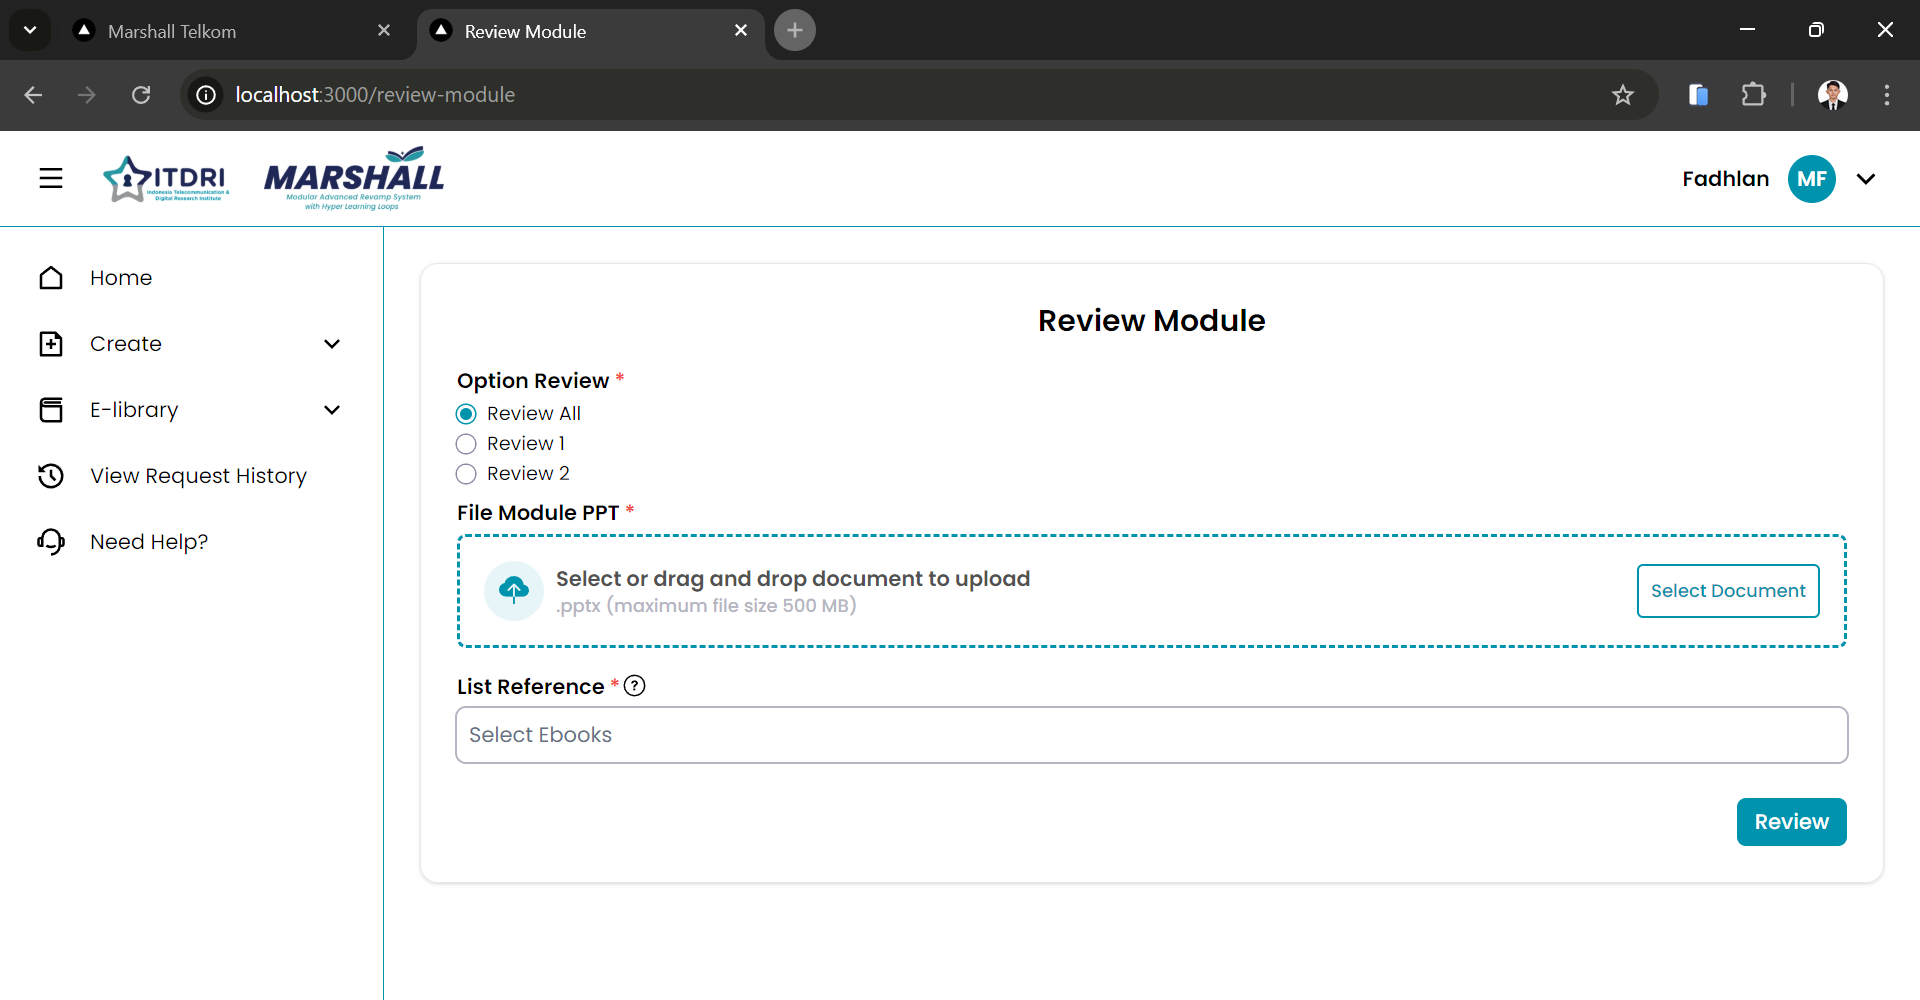 Marshall Telkom
Review Module
localhost:3000/review-module
ITDRI
Indonesia Telecommunication &
Digital Research Institute
MARSHALL
Modular Advanced Revamp System
with Hyper Learning Loops
Fadhlan
MF
Home
Create
E-library
View Request History
Need Help?
Review Module
Option Review *
Review All
Review 1
Review 2
File Module PPT *
Select or drag and drop document to upload
.pptx (maximum file size 500 MB)
Select Document
List Reference * ?
Select Ebooks
Review